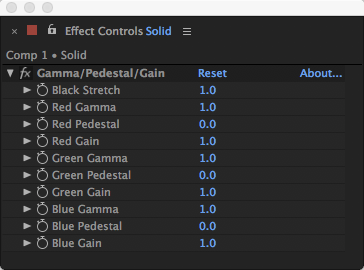 × Effect Controls Solid ≡
Comp 1 • Solid
fx Gamma/Pedestal/Gain Reset About...
Black Stretch 1.0
Red Gamma 1.0
Red Pedestal 0.0
Red Gain 1.0
Green Gamma 1.0
Green Pedestal 0.0
Green Gain 1.0
Blue Gamma 1.0
Blue Pedestal 0.0
Blue Gain 1.0